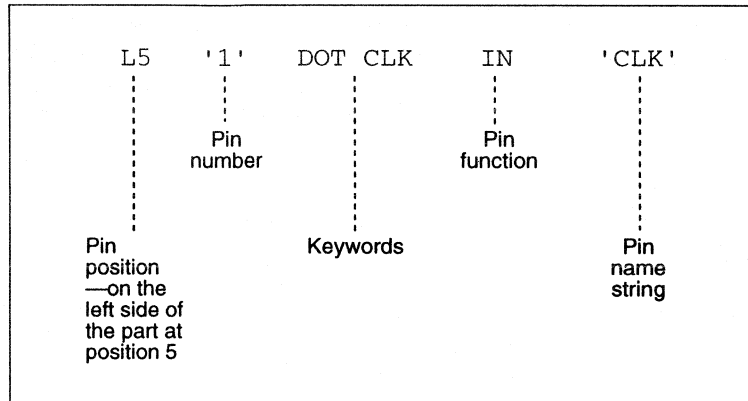 L5 '1' DOT CLK IN 'CLK'
Pin
number
Pin
function
Pin
position
—on the
left side of
the part at
position 5
Keywords
Pin
name
string